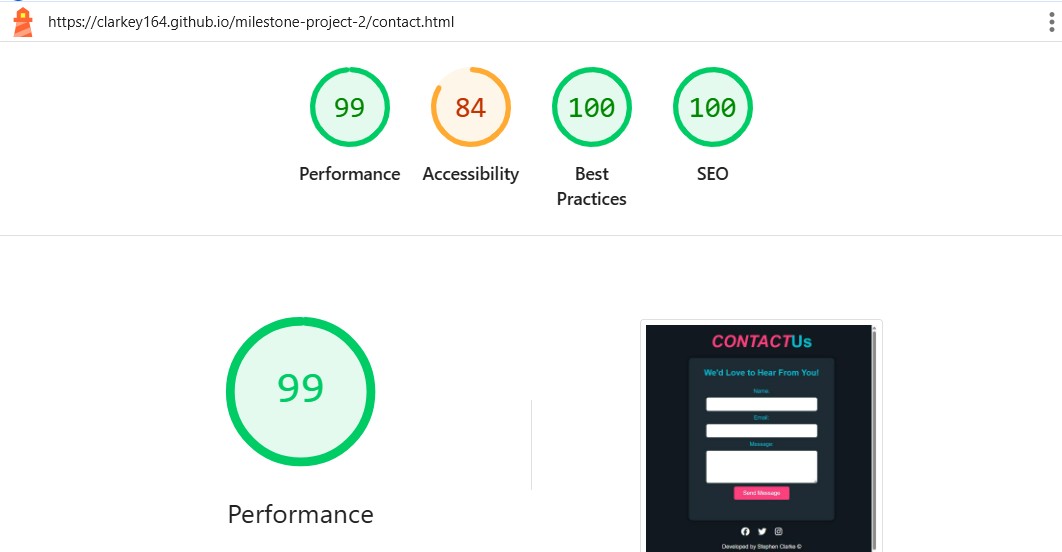 https://clarkey164.github.io/milestone-project-2/contact.html
99
84
100
100
Performance
Accessibility
Best
Practices
SEO
99
Performance
CONTACTUs
We'd Love to Hear From You!
Name:
Email:
Message:
Send Message
Developed by Stephen Clarke ©